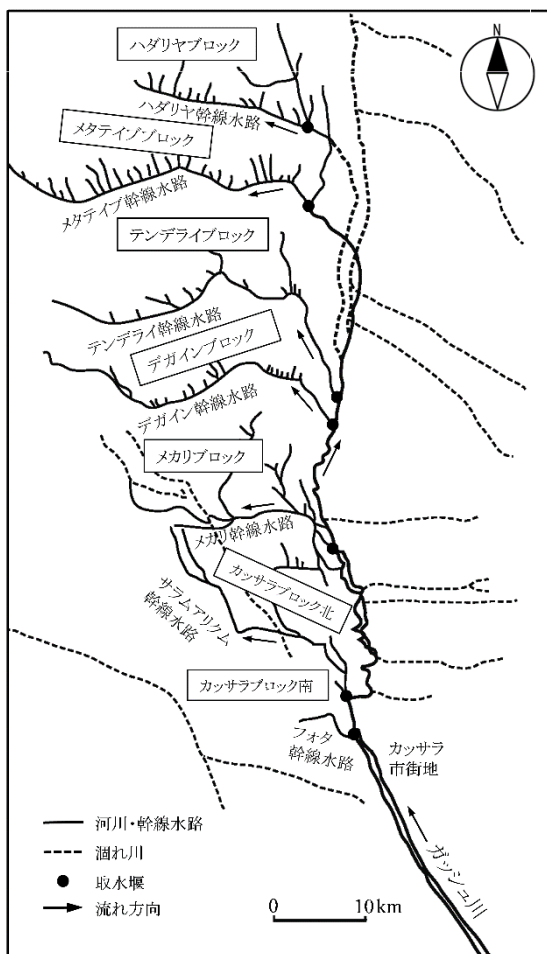 N
ハダリヤブロック
ハダリヤ幹線水路
メタテイブブロック
メタテイブ幹線水路
テンデライブロック
テンデライ幹線水路
デガインブロック
デガイン幹線水路
メカリブロック
メカリ幹線水路
カッサラブロック北
サラムアリクム
幹線水路
カッサラブロック南
フォタ
幹線水路
カッサラ
市街地
ガッシュ川
河川・幹線水路
涸れ川
取水堰
流れ方向
0 10km